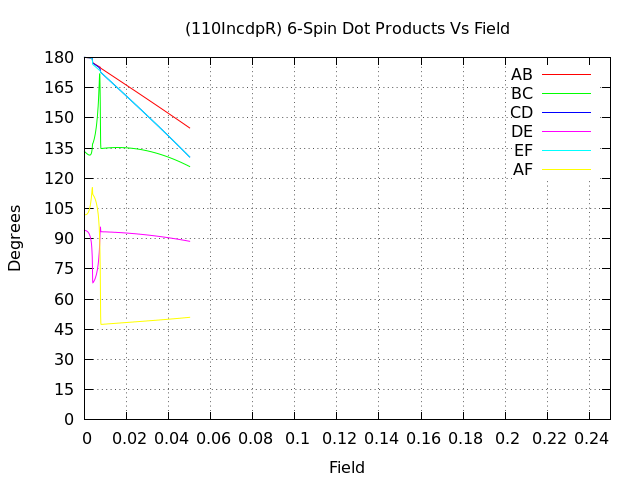 (110IncdpR) 6-Spin Dot Products Vs Field
180
165
150
135
120
105
90
75
60
45
30
15
0
Degrees
AB
BC
CD
DE
EF
AF
0 0.02 0.04 0.06 0.08 0.1 0.12 0.14 0.16 0.18 0.2 0.22 0.24
Field